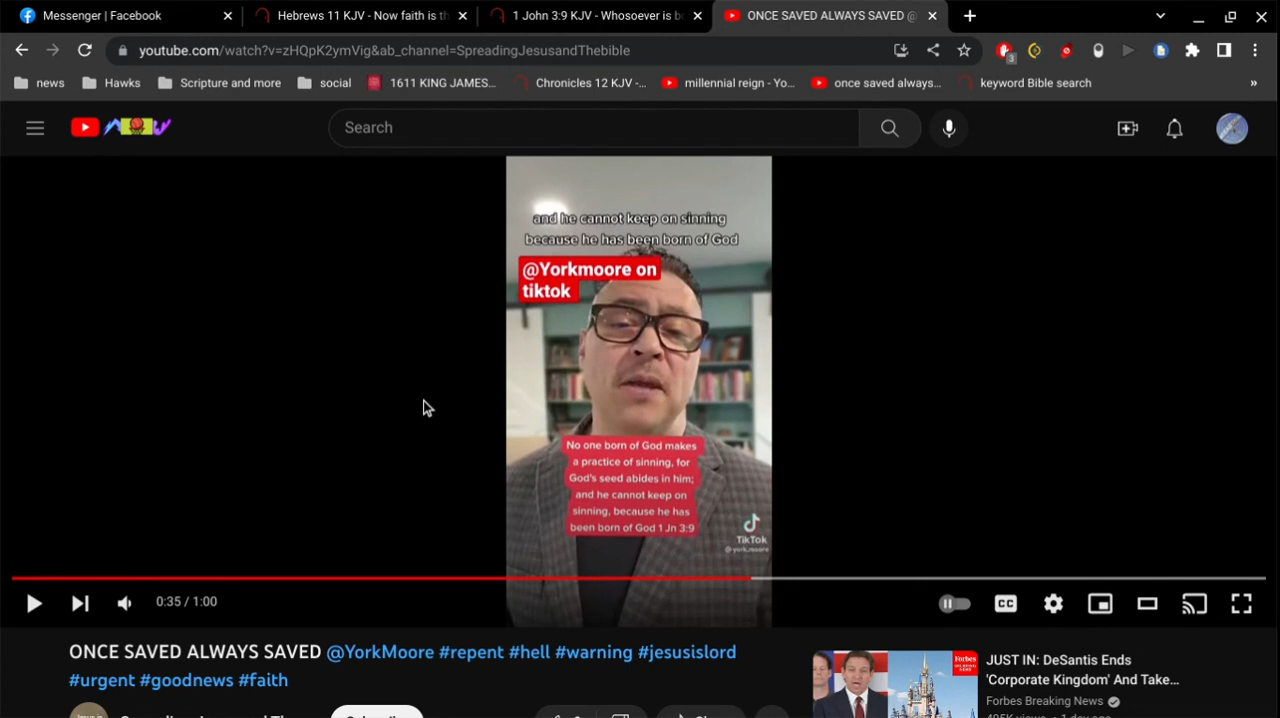 Messenger | Facebook
Hebrews 11 KJV - Now faith is th
1 John 3:9 KJV - Whosoever is bo
ONCE SAVED ALWAYS SAVED @
youtube.com/watch?v=zHQpK2ymVig&ab_channel=SpreadingJesusandThebible
3
news
Hawks
Scripture and more
social
1611 KING JAMES...
Chronicles 12 KJV -...
millennial reign - Yo...
once saved always...
keyword Bible search
»
Search
and he cannot keep on sinning
because he has been born of God
@Yorkmoore on
tiktok
No one born of God makes
a practice of sinning, for
God's seed abides in him;
and he cannot keep on
sinning, because he has
been born of God 1 Jn 3:9
TikTok
@york.moore
0:35 / 1:00
CC
ONCE SAVED ALWAYS SAVED @YorkMoore #repent #hell #warning #jesusislord
#urgent #goodnews #faith
Forbes
JUST IN: DeSantis Ends
'Corporate Kingdom' And Take...
Forbes Breaking News